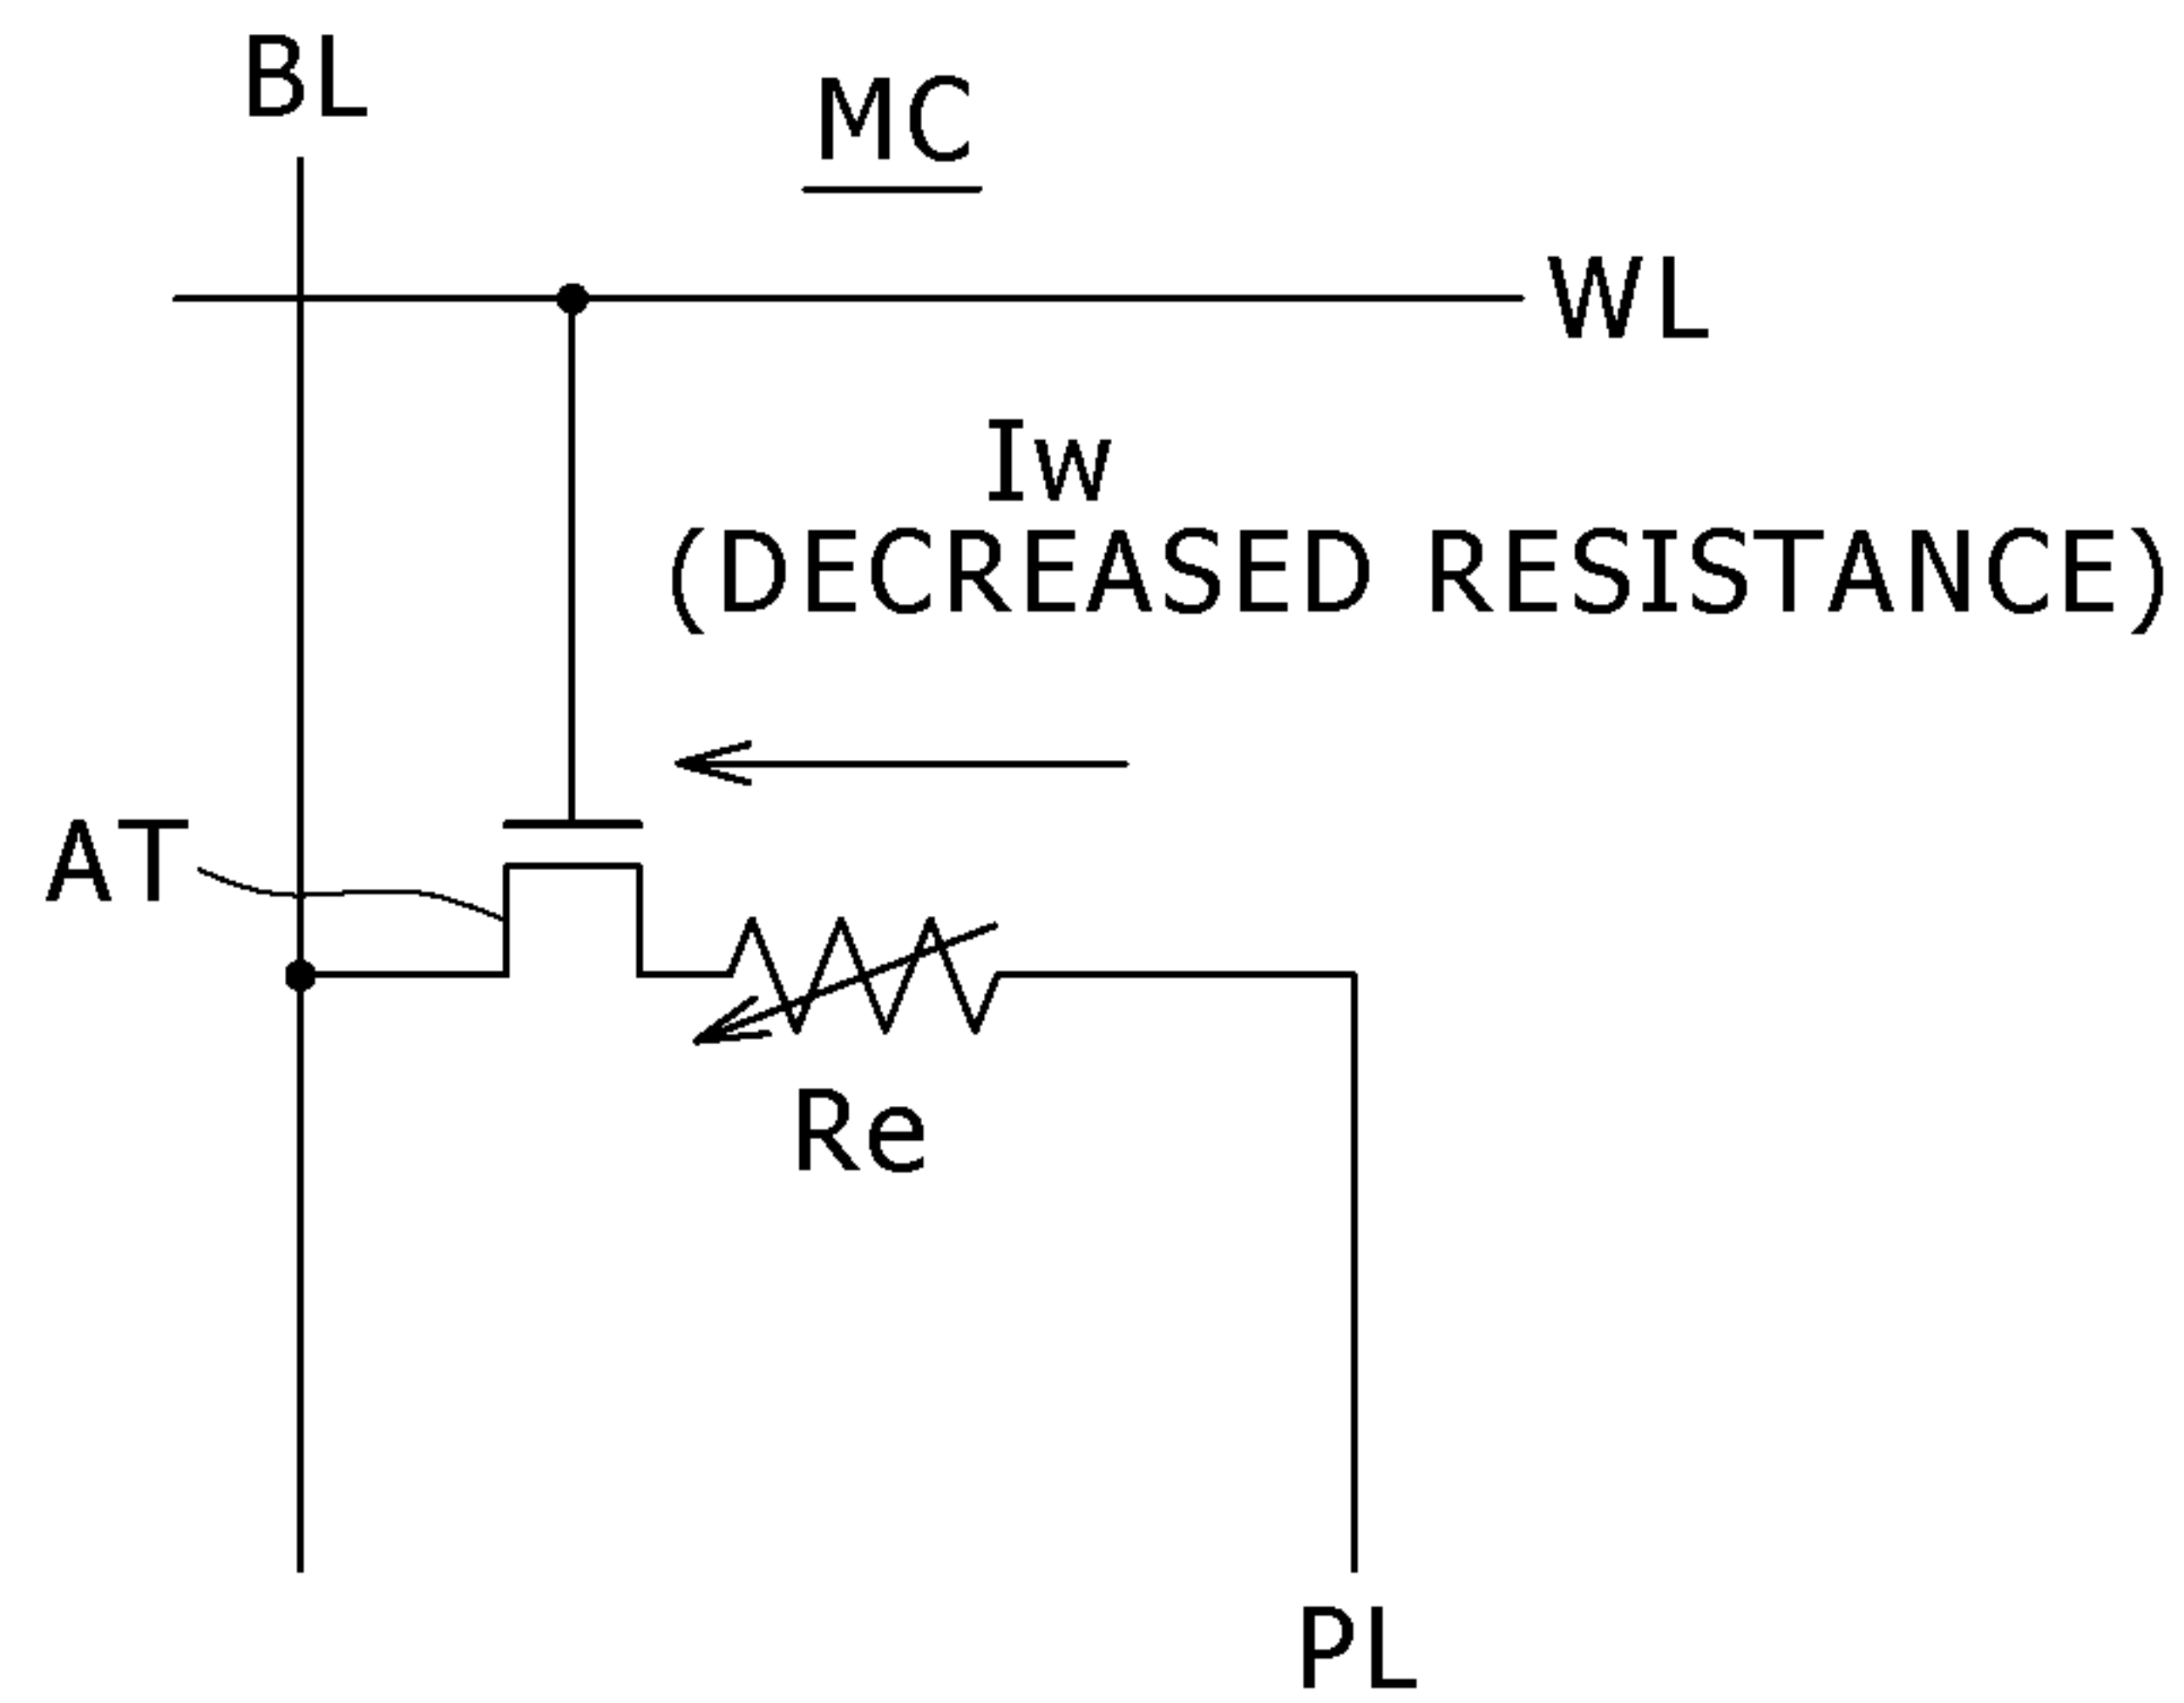 BL
MC
WL
Iw
(DECREASED RESISTANCE)
AT
Re
PL